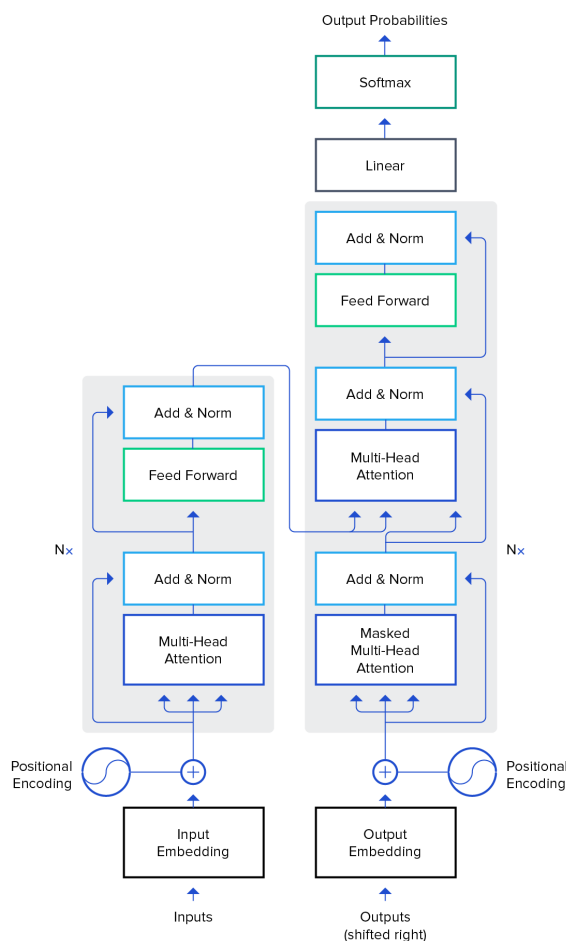 Output Probabilities
Softmax
Linear
Add & Norm
Feed Forward
Add & Norm
Multi-Head
Attention
Add & Norm
Masked
Multi-Head
Attention
N×
Add & Norm
Feed Forward
Add & Norm
Multi-Head
Attention
N×
Positional
Encoding
+
+
Positional
Encoding
Input
Embedding
Output
Embedding
Inputs
Outputs
(shifted right)